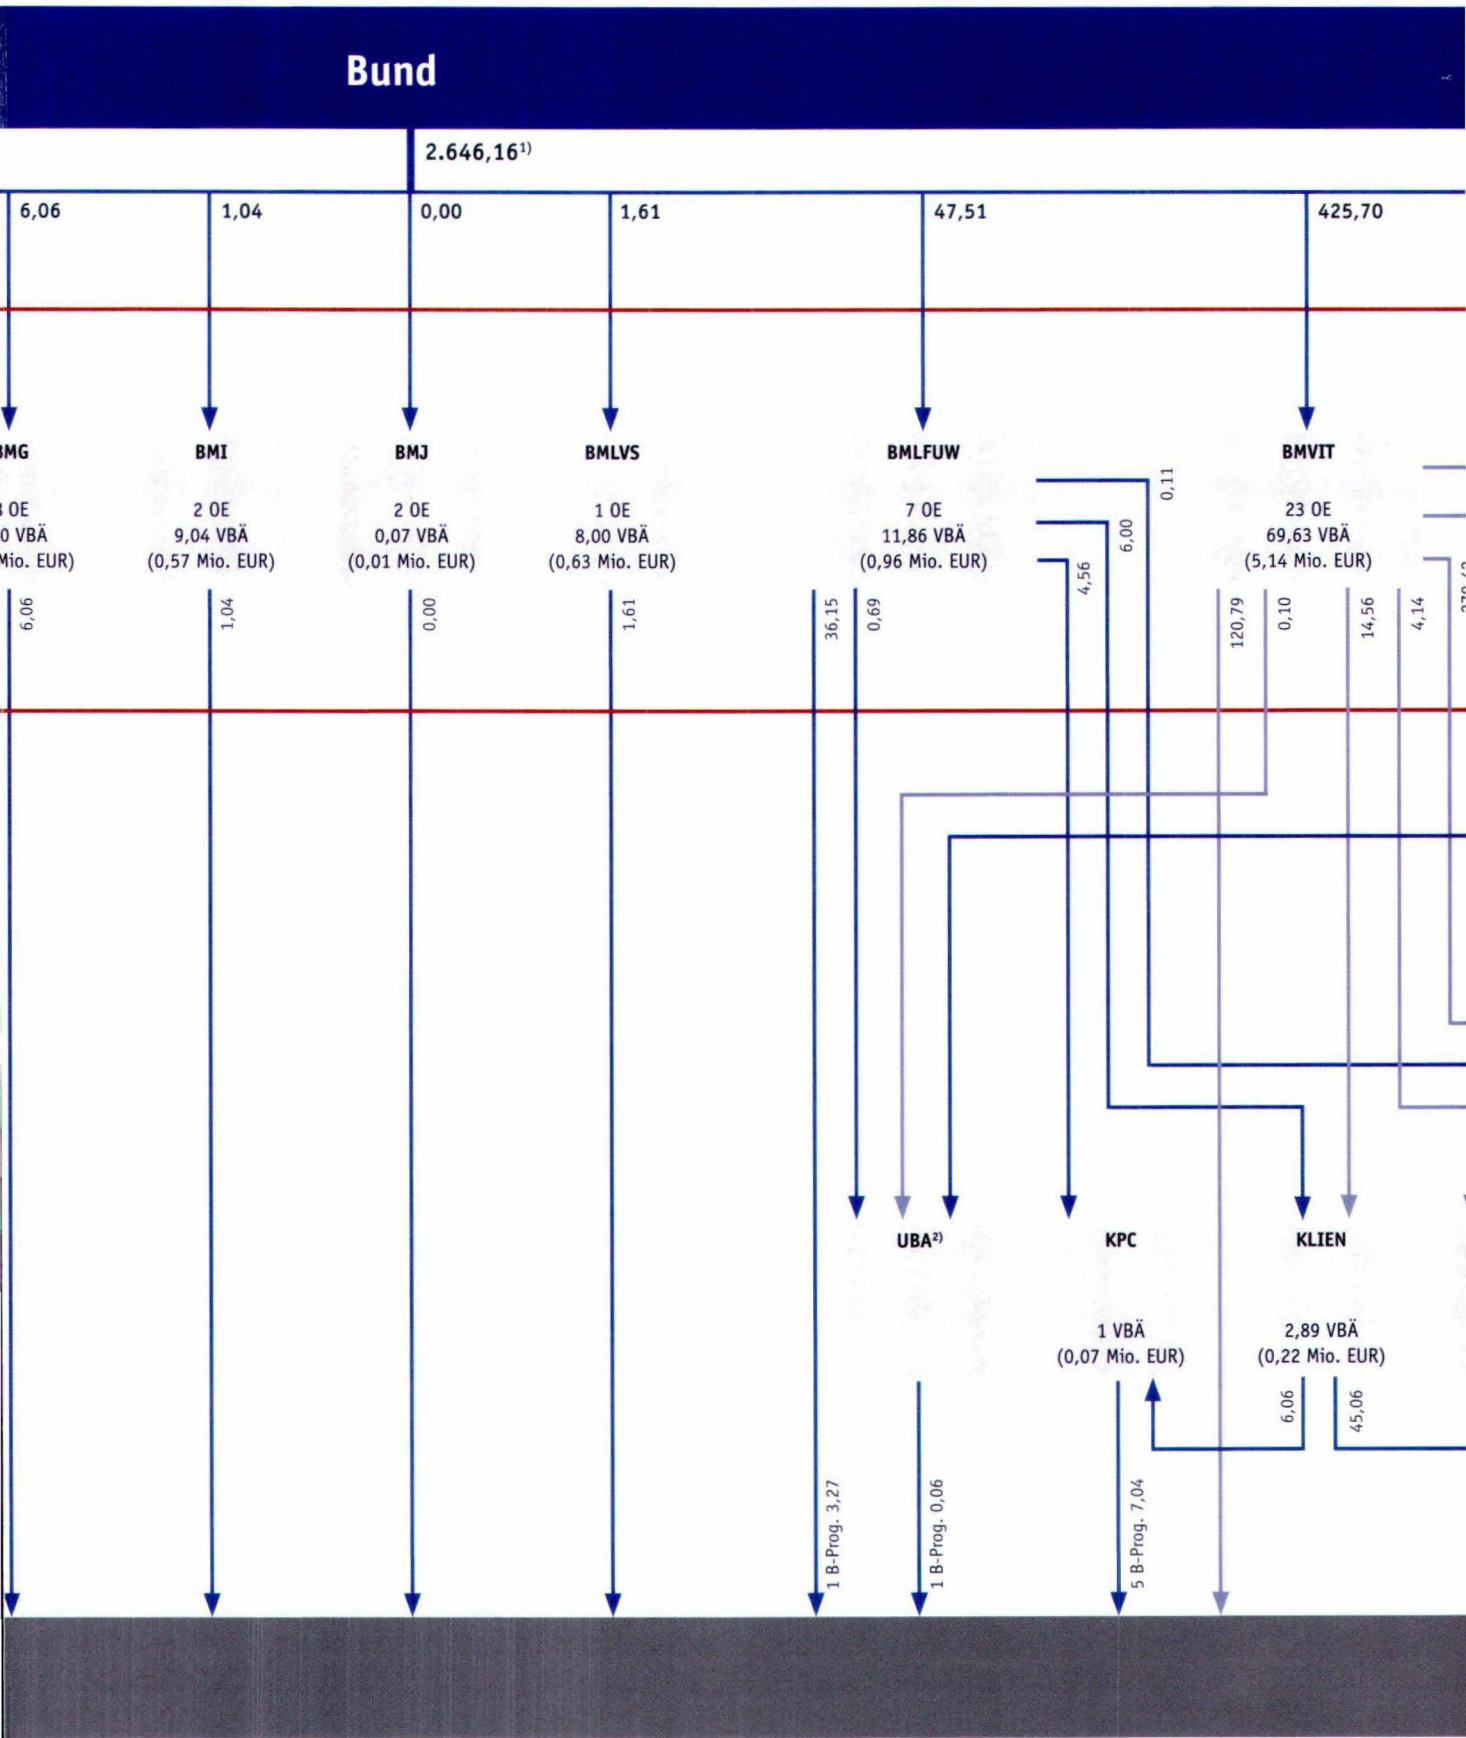 Bund
2.646,16¹⁾
6,06
1,04
0,00
1,61
47,51
425,70
BMI
BMJ
BMLVS
BMLFUW
BMVIT
OE
VBÄ
Mio. EUR)
2 OE
9,04 VBÄ
(0,57 Mio. EUR)
2 OE
0,07 VBÄ
(0,01 Mio. EUR)
1 OE
8,00 VBÄ
(0,63 Mio. EUR)
7 OE
11,86 VBÄ
(0,96 Mio. EUR)
23 OE
69,63 VBÄ
(5,14 Mio. EUR)
0,11
6,00
4,56
6,06
1,04
0,00
1,61
36,15
0,69
120,79
0,10
14,56
4,14
UBA²⁾
KPC
KLIEN
1 VBÄ
(0,07 Mio. EUR)
2,89 VBÄ
(0,22 Mio. EUR)
6,06
45,06
1 B-Prog. 3,27
1 B-Prog. 0,06
5 B-Prog. 7,04